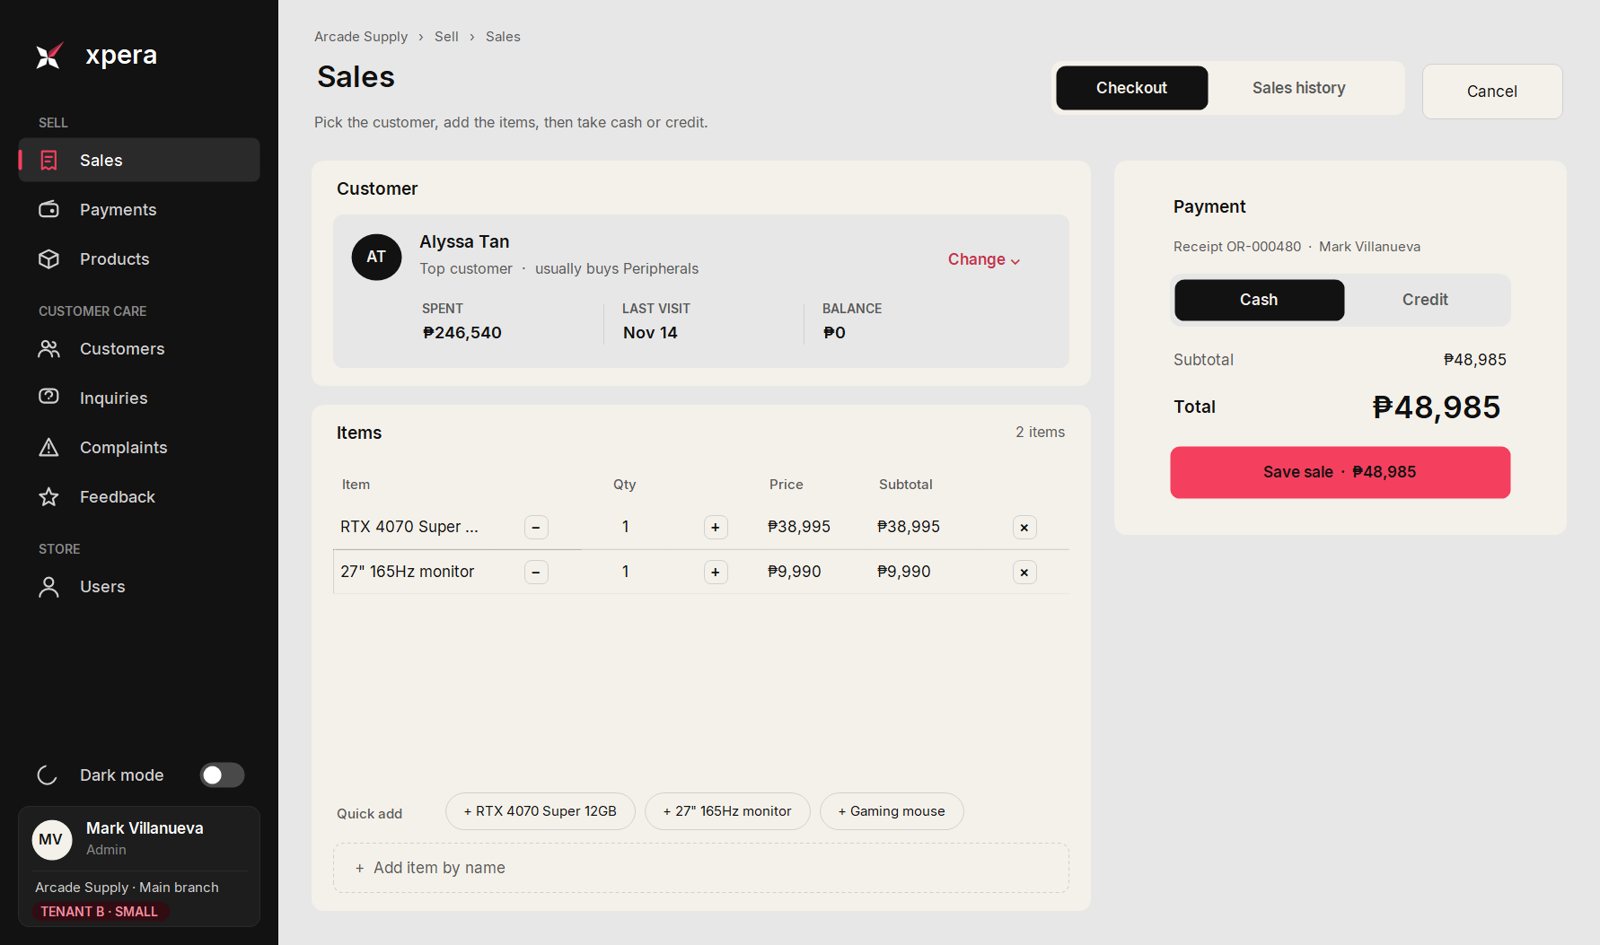 xpera
SELL
Sales
Payments
Products
CUSTOMER CARE
Customers
Inquiries
Complaints
Feedback
STORE
Users
Dark mode
MV
Mark Villanueva
Admin
Arcade Supply · Main branch
TENANT B · SMALL
Arcade Supply › Sell › Sales
Sales
Pick the customer, add the items, then take cash or credit.
Checkout
Sales history
Cancel
Customer
AT
Alyssa Tan
Top customer · usually buys Peripherals
Change
SPENT
₱246,540
LAST VISIT
Nov 14
BALANCE
₱0
Items
2 items
Item Qty Price Subtotal
RTX 4070 Super ... − 1 + ₱38,995 ₱38,995 ×
27" 165Hz monitor − 1 + ₱9,990 ₱9,990 ×
Quick add
+ RTX 4070 Super 12GB
+ 27" 165Hz monitor
+ Gaming mouse
+ Add item by name
Payment
Receipt OR-000480 · Mark Villanueva
Cash
Credit
Subtotal ₱48,985
Total ₱48,985
Save sale · ₱48,985